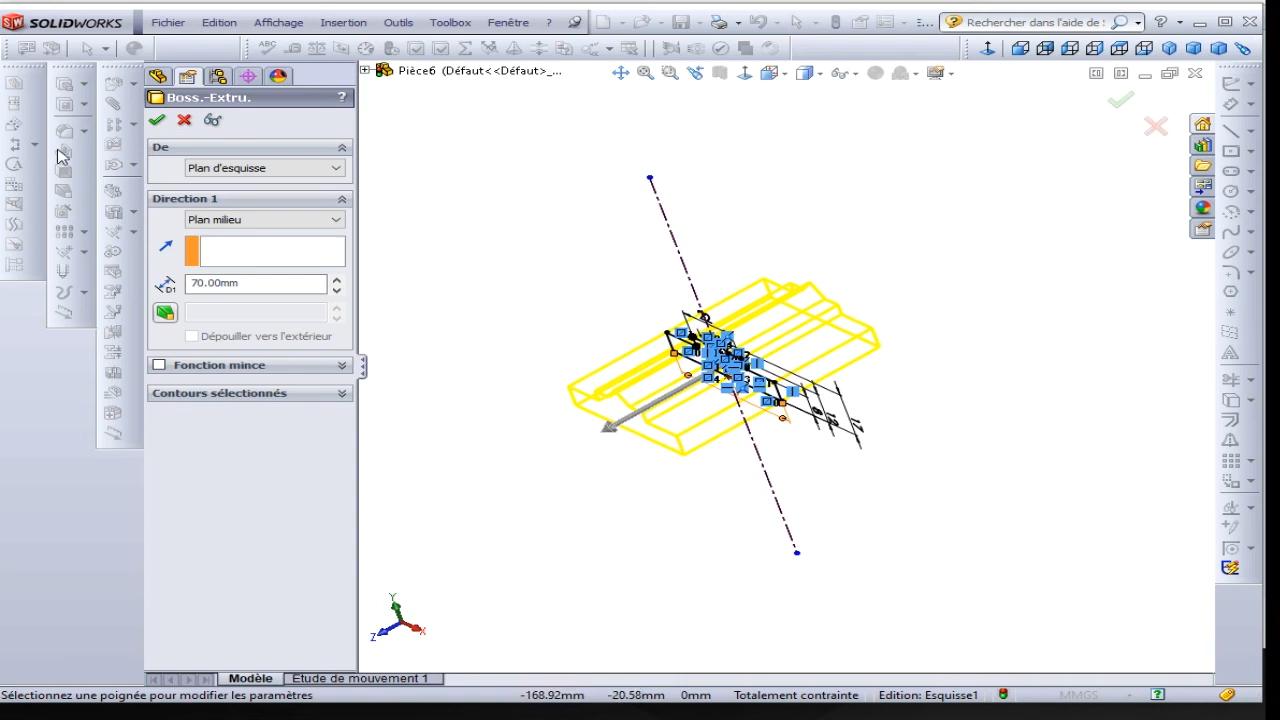 SOLIDWORKS
Fichier Edition Affichage Insertion Outils Toolbox Fenêtre ?
Rechercher dans l'aide de
Pièce6 (Défaut<<Défaut>_...
Boss.-Extru. ?
De
Plan d'esquisse
Direction 1
Plan milieu
D1
70.00mm
Dépouiller vers l'extérieur
Fonction mince
Contours sélectionnés
Y
Z
X
Modèle
Etude de mouvement 1
Sélectionnez une poignée pour modifier les paramètres
-168.92mm
-20.58mm
0mm
Totalement contrainte
Edition: Esquisse1
MMGS